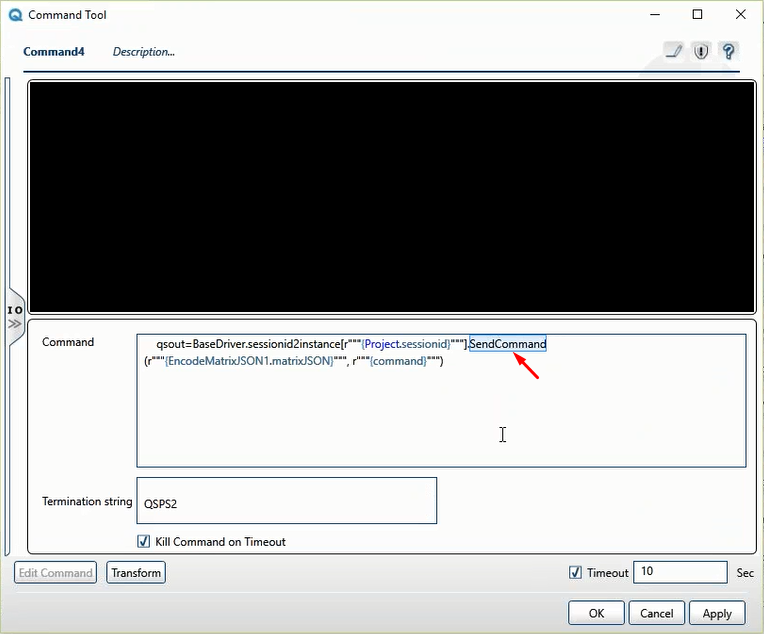 Command Tool
Command4 Description...
I O
Command
qsout=BaseDriver.sessionid2instance[r"""{Project.sessionid}"""].SendCommand
(r"""{EncodeMatrixJSON1.matrixJSON}""", r"""{command}""")
Termination string
QSPS2
Kill Command on Timeout
Edit Command Transform Timeout 10 Sec
OK Cancel Apply